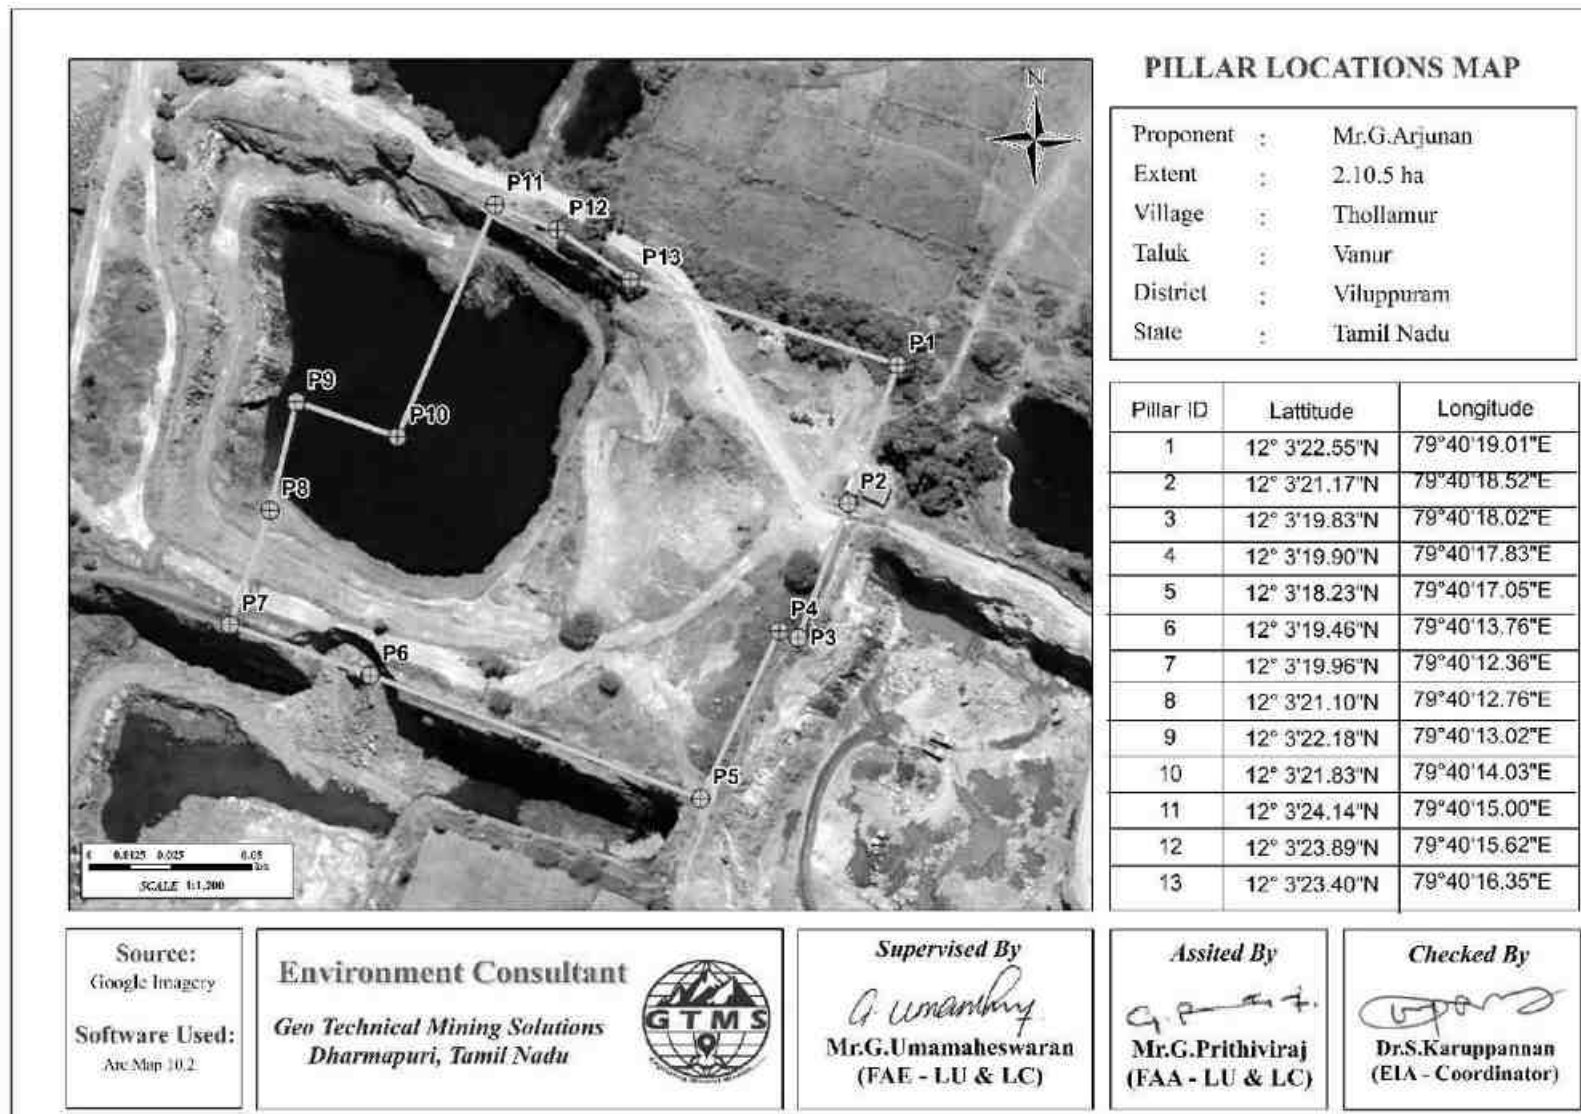 PILLAR LOCATIONS MAP
N
Proponent : Mr.G.Arjunan
Extent : 2.10.5 ha
Village : Thollamur
Taluk : Vanur
District : Viluppuram
State : Tamil Nadu
P11
P12
P13
P1
P9
P10
P2
P8
P7
P4
P3
P6
P5
0 0.0125 0.025 0.05
km
SCALE 1:1,200
Pillar ID Lattitude Longitude
1 12° 3'22.55"N 79°40'19.01"E
2 12° 3'21.17"N 79°40'18.52"E
3 12° 3'19.83"N 79°40'18.02"E
4 12° 3'19.90"N 79°40'17.83"E
5 12° 3'18.23"N 79°40'17.05"E
6 12° 3'19.46"N 79°40'13.76"E
7 12° 3'19.96"N 79°40'12.36"E
8 12° 3'21.10"N 79°40'12.76"E
9 12° 3'22.18"N 79°40'13.02"E
10 12° 3'21.83"N 79°40'14.03"E
11 12° 3'24.14"N 79°40'15.00"E
12 12° 3'23.89"N 79°40'15.62"E
13 12° 3'23.40"N 79°40'16.35"E
Source:
Google Imagery
Software Used:
Arc Map 10.2
Environment Consultant
Geo Technical Mining Solutions
Dharmapuri, Tamil Nadu
GTMS
Supervised By
Mr.G.Umamaheswaran
(FAE - LU & LC)
Assited By
Mr.G.Prithiviraj
(FAA - LU & LC)
Checked By
Dr.S.Karuppannan
(EIA - Coordinator)